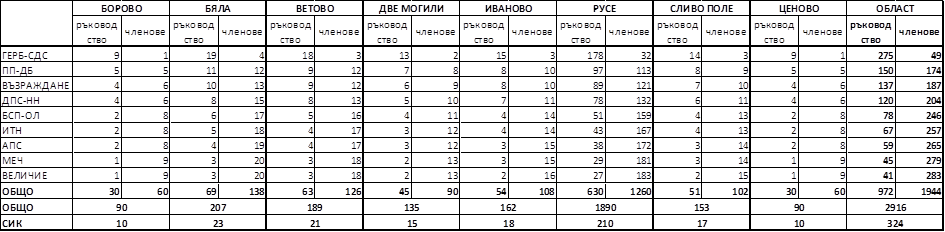 БОРОВО БЯЛА ВЕТОВО ДВЕ МОГИЛИ ИВАНОВО РУСЕ СЛИВО ПОЛЕ ЦЕНОВО ОБЛАСТ
ръковод ръковод ръковод ръковод ръковод ръковод ръковод ръковод ръковод
ство членове ство членове ство членове ство членове ство членове ство членове ство членове ство членове ство членове
ГЕРБ-СДС 9 1 19 4 18 3 13 2 15 3 178 32 14 3 9 1 275 49
ПП-ДБ 5 5 11 12 9 12 7 8 8 10 97 113 8 9 5 5 150 174
ВЪЗРАЖДАНЕ 4 6 10 13 9 12 6 9 8 10 89 121 7 10 4 6 137 187
ДПС-НН 4 6 8 15 8 13 5 10 7 11 78 132 6 11 4 6 120 204
БСП-ОЛ 2 8 6 17 5 16 4 11 4 14 51 159 4 13 2 8 78 246
ИТН 2 8 5 18 4 17 3 12 4 14 43 167 4 13 2 8 67 257
АПС 2 8 4 19 4 17 3 12 3 15 38 172 3 14 2 8 59 265
МЕЧ 1 9 3 20 3 18 2 13 3 15 29 181 3 14 1 9 45 279
ВЕЛИЧИЕ 1 9 3 20 3 18 2 13 2 16 27 183 2 15 1 9 41 283
ОБЩО 30 60 69 138 63 126 45 90 54 108 630 1260 51 102 30 60 972 1944
ОБЩО 90 207 189 135 162 1890 153 90 2916
СИК 10 23 21 15 18 210 17 10 324